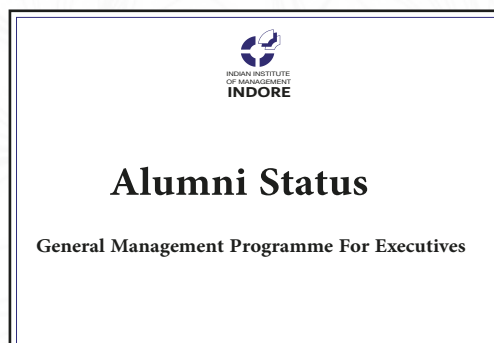 INDIAN INSTITUTE
OF MANAGEMENT
INDORE
Alumni Status
General Management Programme For Executives